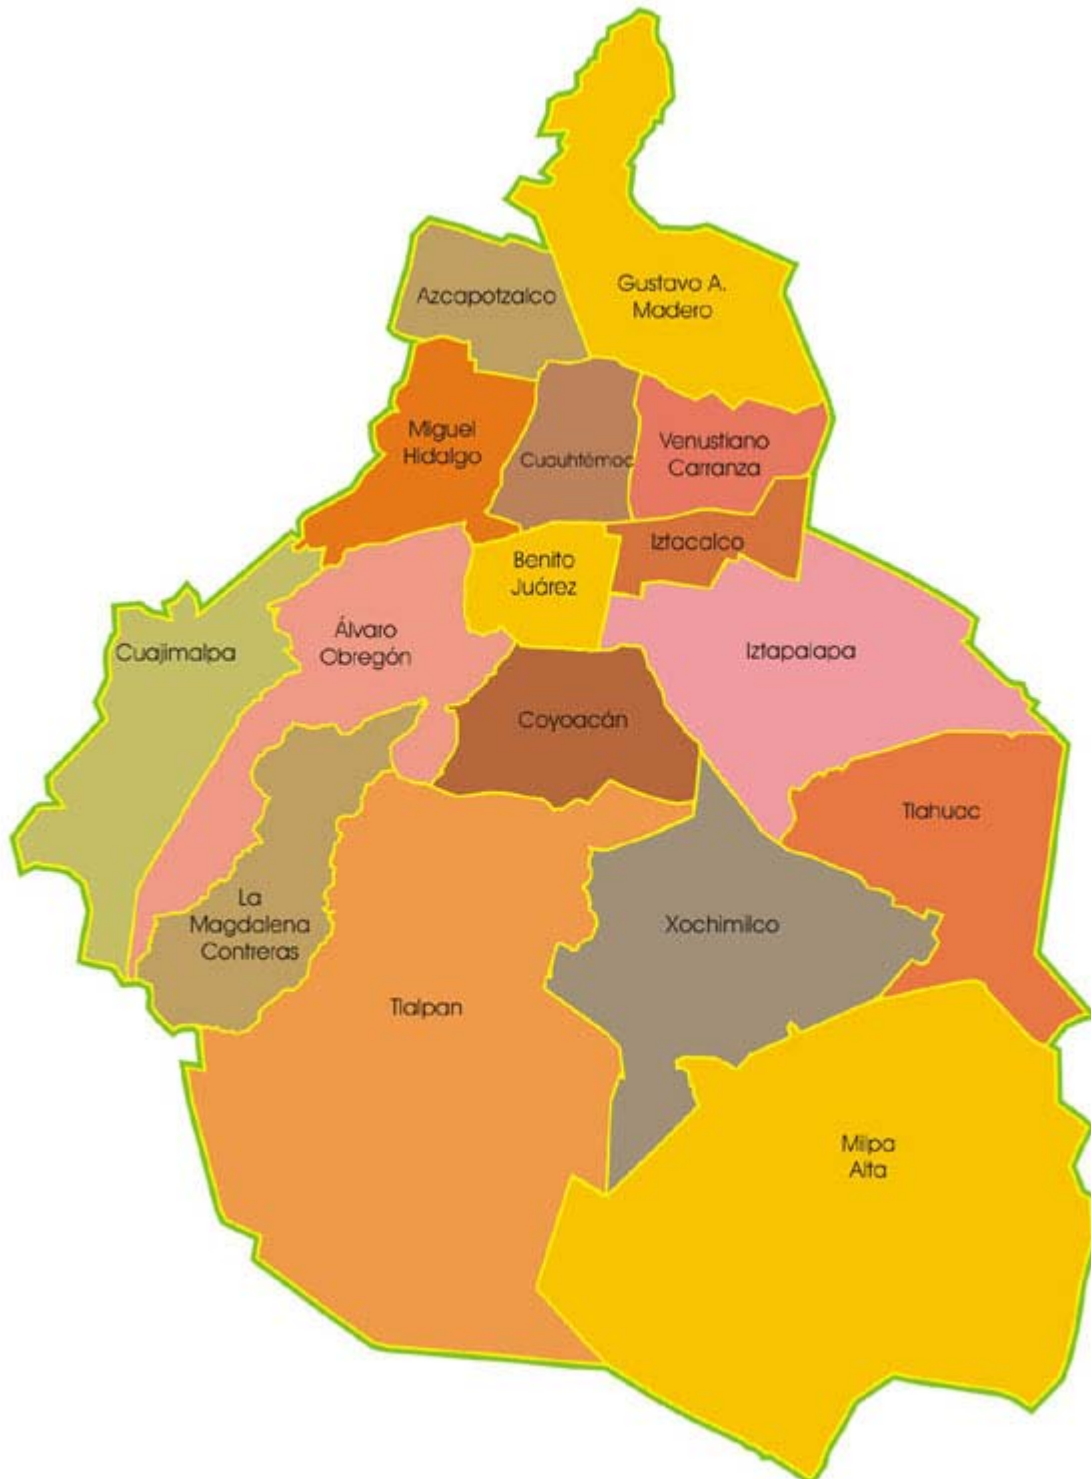 Gustavo A.
Madero
Azcapotzalco
Miguel
Hidalgo
Cuauhtémoc
Venustiano
Carranza
Iztacalco
Benito
Juárez
Cuajimalpa
Álvaro
Obregón
Iztapalapa
Coyoacán
Tlahuac
La
Magdalena
Contreras
Xochimilco
Tlalpan
Milpa
Alta